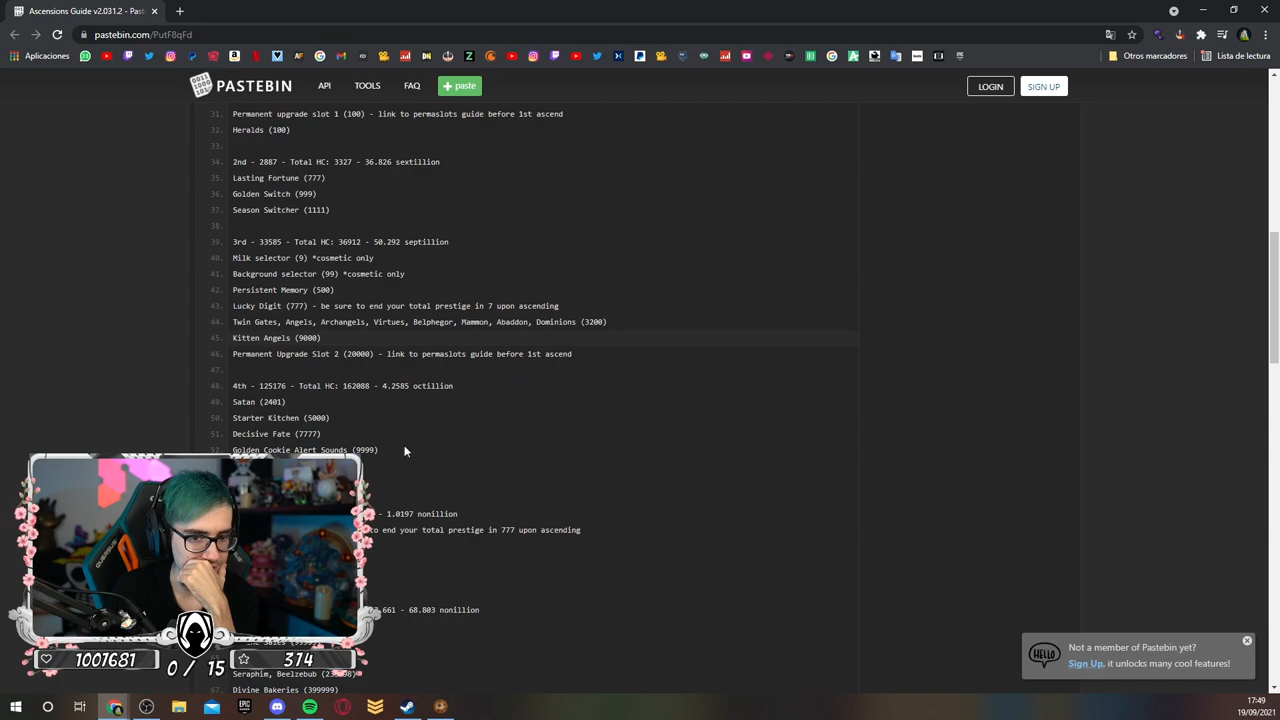 Ascensions Guide v2.031.2 - Paste
pastebin.com/PutF8qFd
Aplicaciones
Otros marcadores
Lista de lectura
PASTEBIN API TOOLS FAQ + paste LOGIN SIGN UP
31. Permanent upgrade slot 1 (100) - link to permaslots guide before 1st ascend
32. Heralds (100)
33.
34. 2nd - 2887 - Total HC: 3327 - 36.826 sextillion
35. Lasting Fortune (777)
36. Golden Switch (999)
37. Season Switcher (1111)
38.
39. 3rd - 33585 - Total HC: 36912 - 50.292 septillion
40. Milk selector (9) *cosmetic only
41. Background selector (99) *cosmetic only
42. Persistent Memory (500)
43. Lucky Digit (777) - be sure to end your total prestige in 7 upon ascending
44. Twin Gates, Angels, Archangels, Virtues, Belphegor, Mammon, Abaddon, Dominions (3200)
45. Kitten Angels (9000)
46. Permanent Upgrade Slot 2 (20000) - link to permaslots guide before 1st ascend
47.
48. 4th - 125176 - Total HC: 162088 - 4.2585 octillion
49. Satan (2401)
50. Starter Kitchen (5000)
51. Decisive Fate (7777)
52. Golden Cookie Alert Sounds (9999)
- 1.0197 nonillion
to end your total prestige in 777 upon ascending
661 - 68.803 nonillion
Seraphim, Beelzebub
67. Divine Bakeries (399999)
1007681
0 / 15
374
HELLO
Not a member of Pastebin yet?
Sign Up, it unlocks many cool features!
EPIC GAMES
17:49
19/09/2021